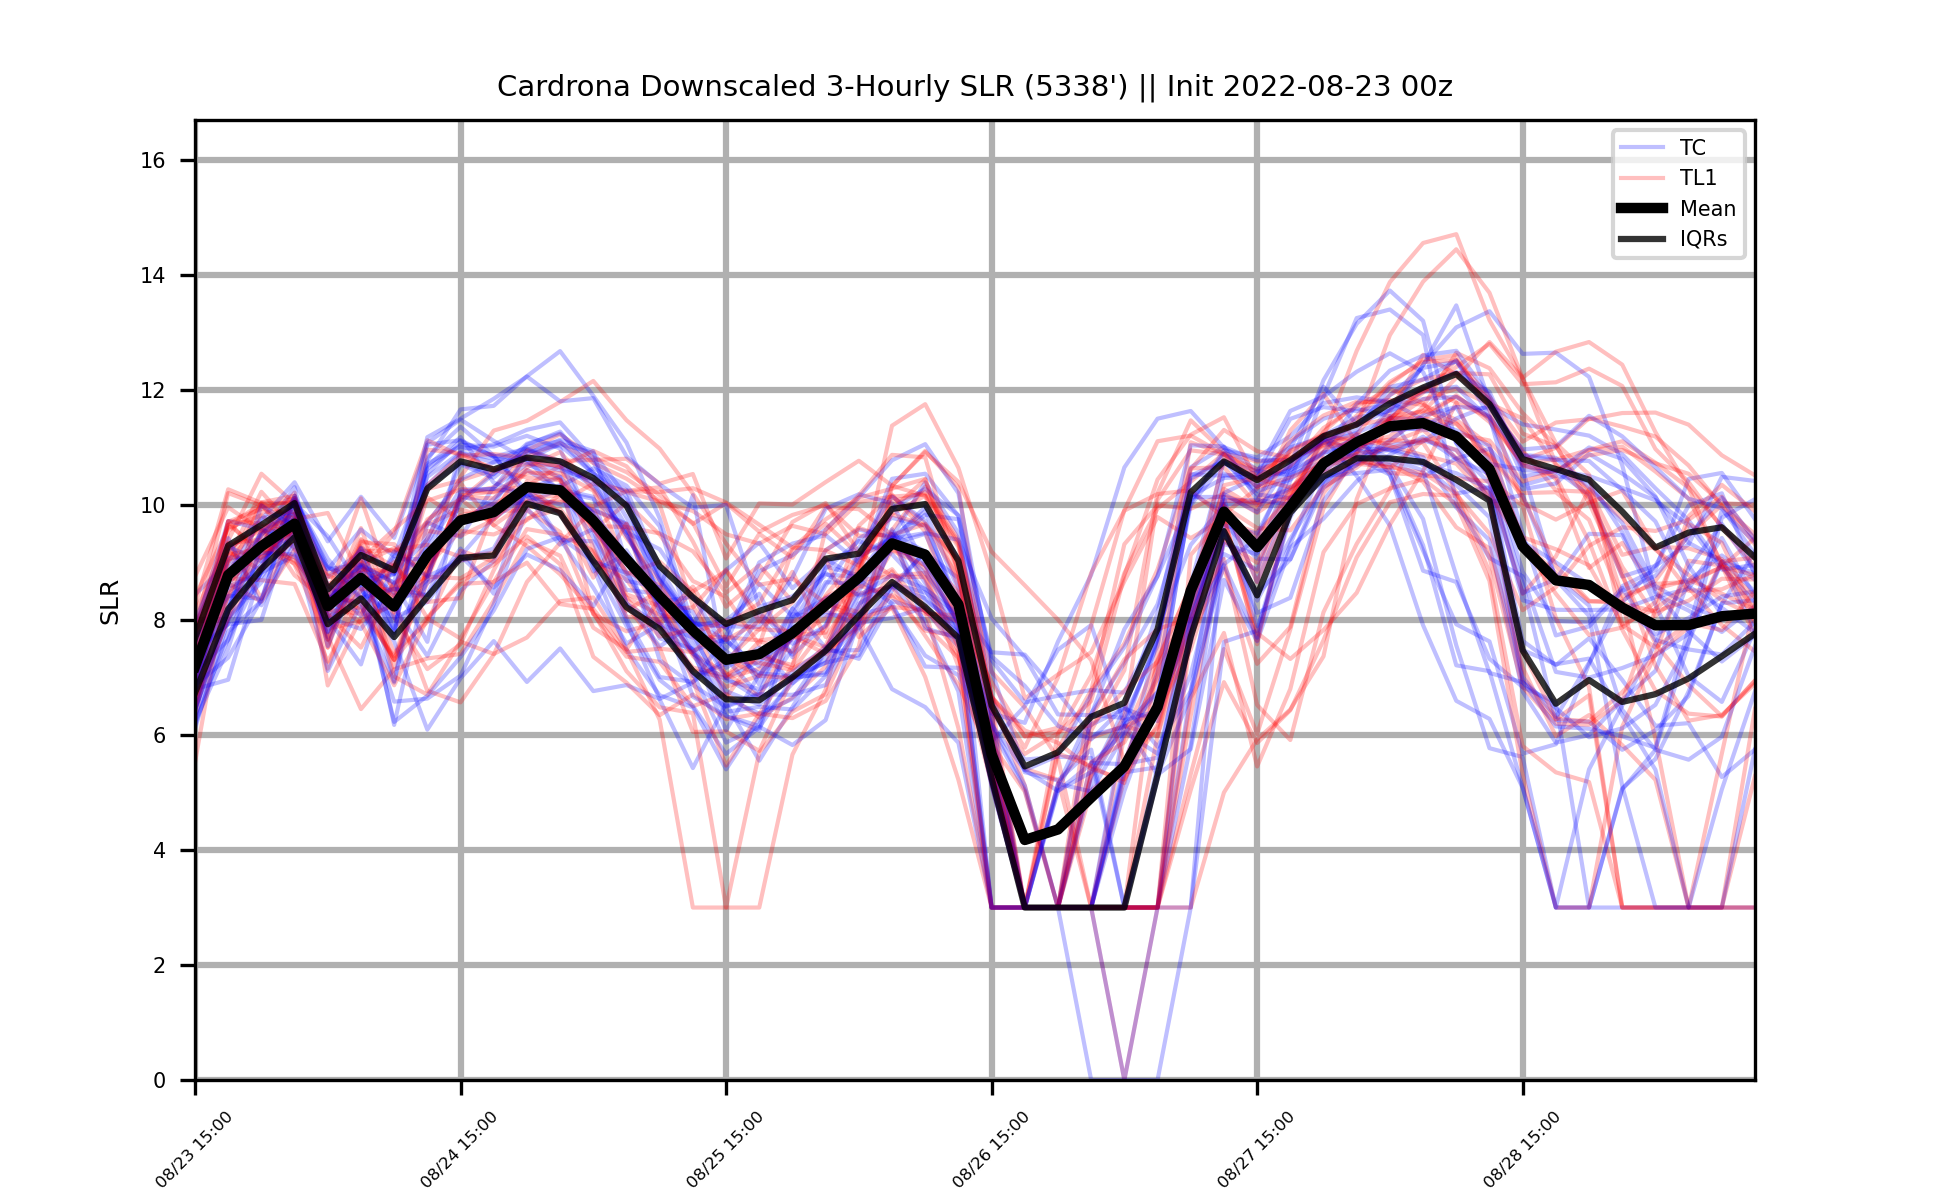 Cardrona Downscaled 3-Hourly SLR (5338') || Init 2022-08-23 00z
TC
TL1
Mean
IQRs
SLR
16
14
12
10
8
6
4
2
0
08/23 15:00
08/24 15:00
08/25 15:00
08/26 15:00
08/27 15:00
08/28 15:00